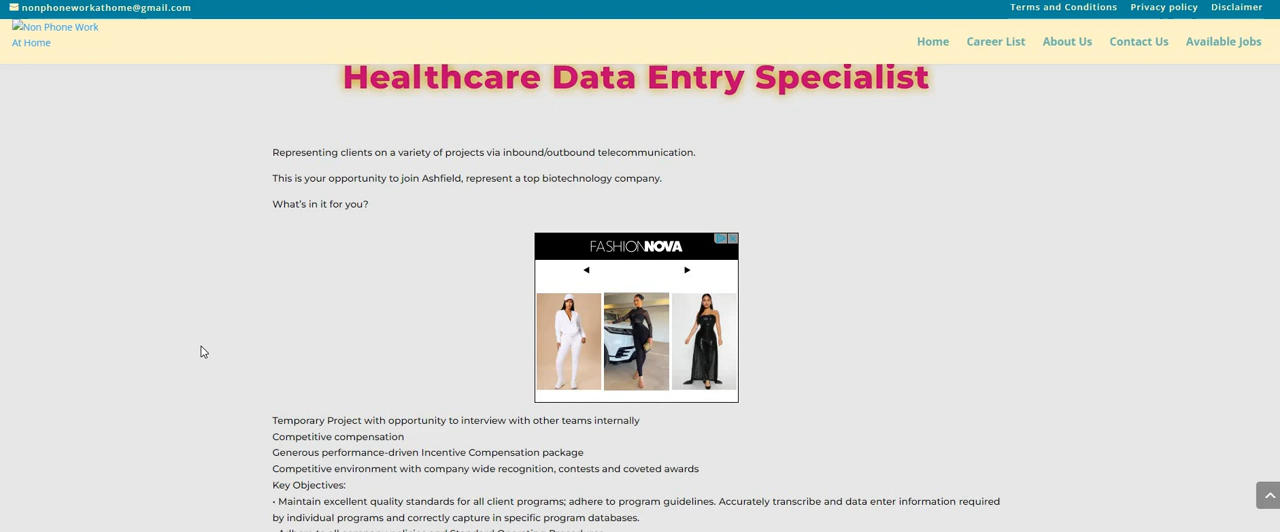 nonphoneworkathome@gmail.com
Terms and Conditions Privacy policy Disclaimer
Non Phone Work
At Home
Home Career List About Us Contact Us Available Jobs
Healthcare Data Entry Specialist
Representing clients on a variety of projects via inbound/outbound telecommunication.
This is your opportunity to join Ashfield, represent a top biotechnology company.
What's in it for you?
FASHIONNOVA
Temporary Project with opportunity to interview with other teams internally
Competitive compensation
Generous performance-driven Incentive Compensation package
Competitive environment with company wide recognition, contests and coveted awards
Key Objectives:
• Maintain excellent quality standards for all client programs; adhere to program guidelines. Accurately transcribe and data enter information required
by individual programs and correctly capture in specific program databases.